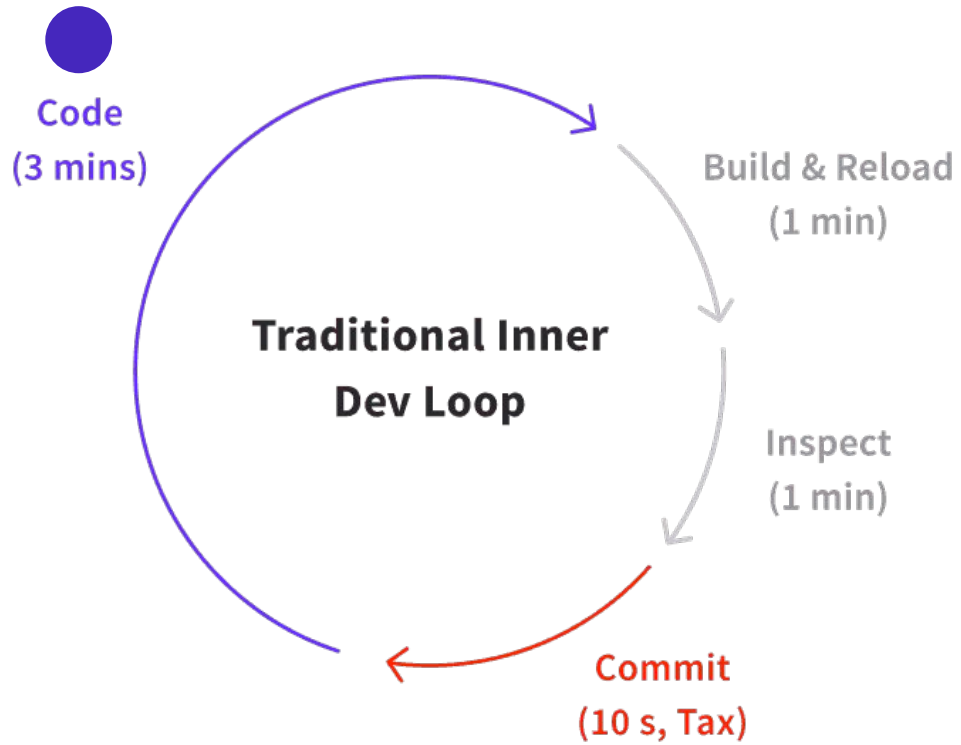 Code
(3 mins)
Build & Reload
(1 min)
Traditional Inner
Dev Loop
Inspect
(1 min)
Commit
(10 s, Tax)